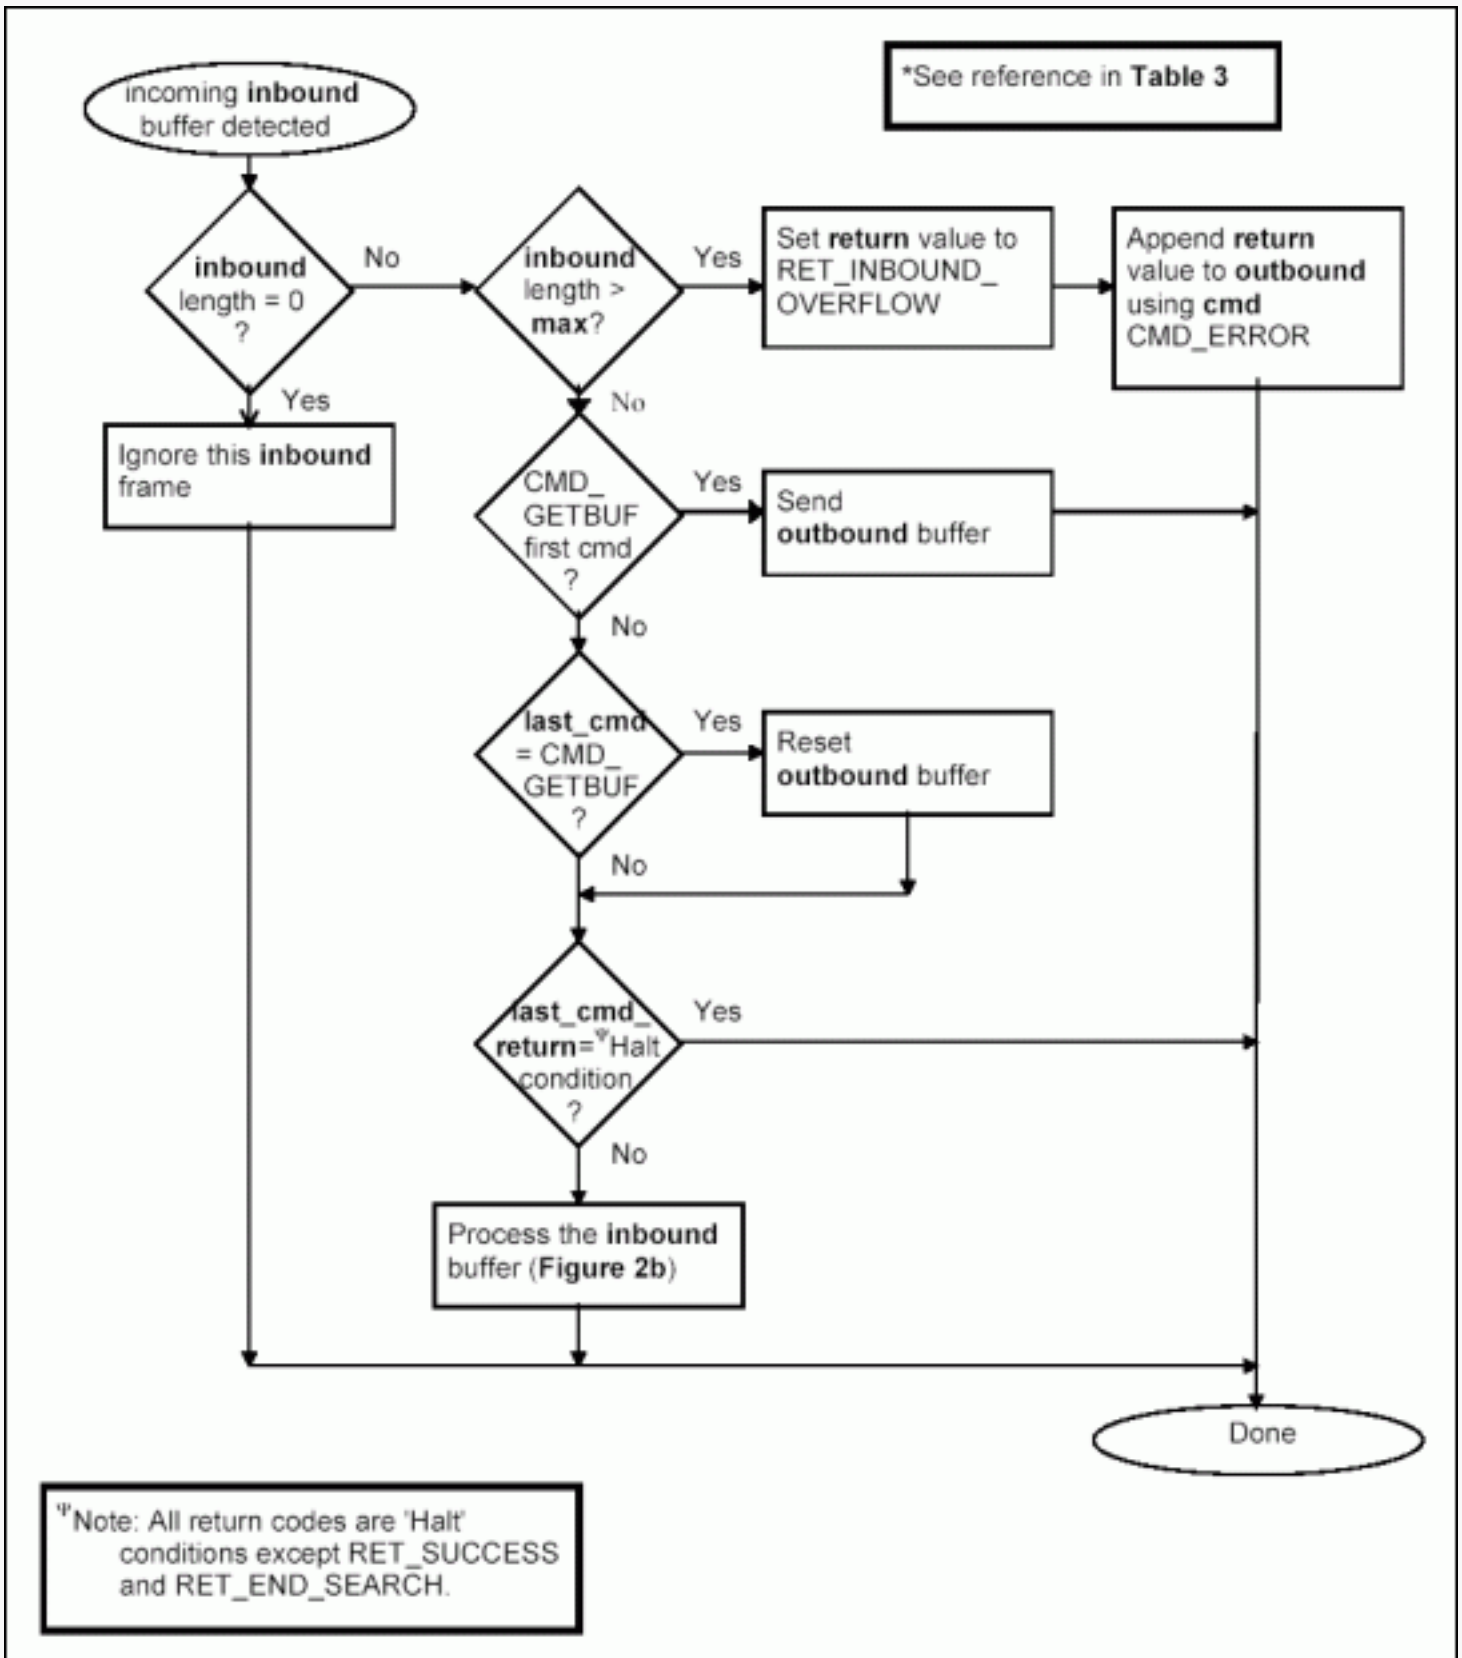 *See reference in Table 3
incoming inbound
buffer detected
inbound
length = 0
?
No
inbound
length >
max?
Yes
Set return value to
RET_INBOUND_
OVERFLOW
Append return
value to outbound
using cmd
CMD_ERROR
Yes
No
Ignore this inbound
frame
CMD_
GETBUF
first cmd
?
Yes
Send
outbound buffer
No
last_cmd
= CMD_
GETBUF
?
Yes
Reset
outbound buffer
No
last_cmd_
return=ΨHalt
condition
?
Yes
No
Process the inbound
buffer (Figure 2b)
Done
ΨNote: All return codes are 'Halt'
conditions except RET_SUCCESS
and RET_END_SEARCH.